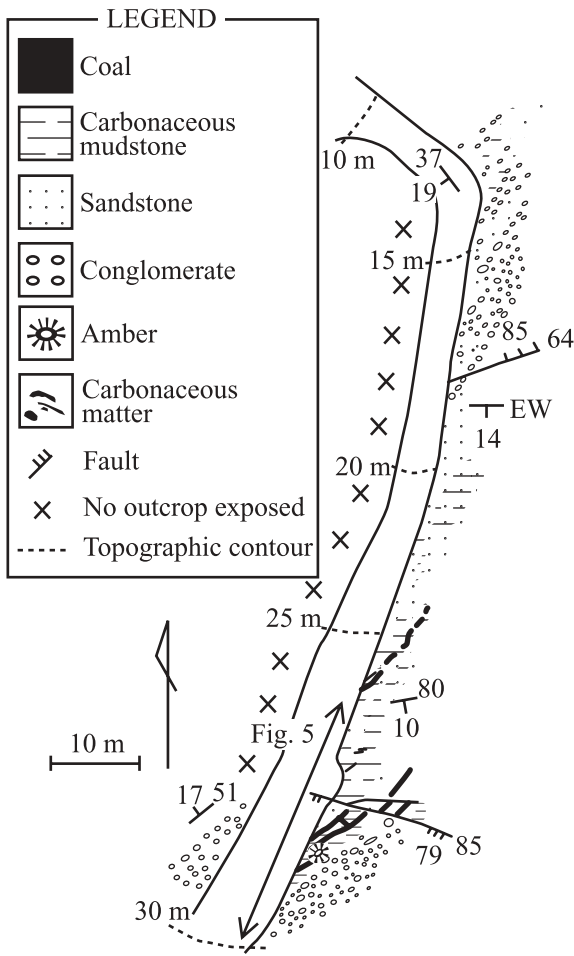 LEGEND
Coal
Carbonaceous
mudstone
Sandstone
Conglomerate
Amber
Carbonaceous
matter
Fault
No outcrop exposed
Topographic contour
10 m
37
19
15 m
85
64
EW
14
20 m
25 m
80
10
Fig. 5
10 m
17
51
85
79
30 m